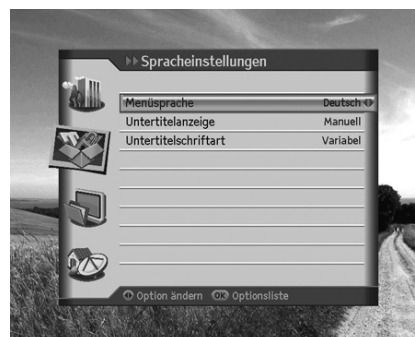 Spracheinstellungen
Menüsprache Deutsch
Untertitelanzeige Manuell
Untertitelschriftart Variabel
Option ändern OK Optionsliste